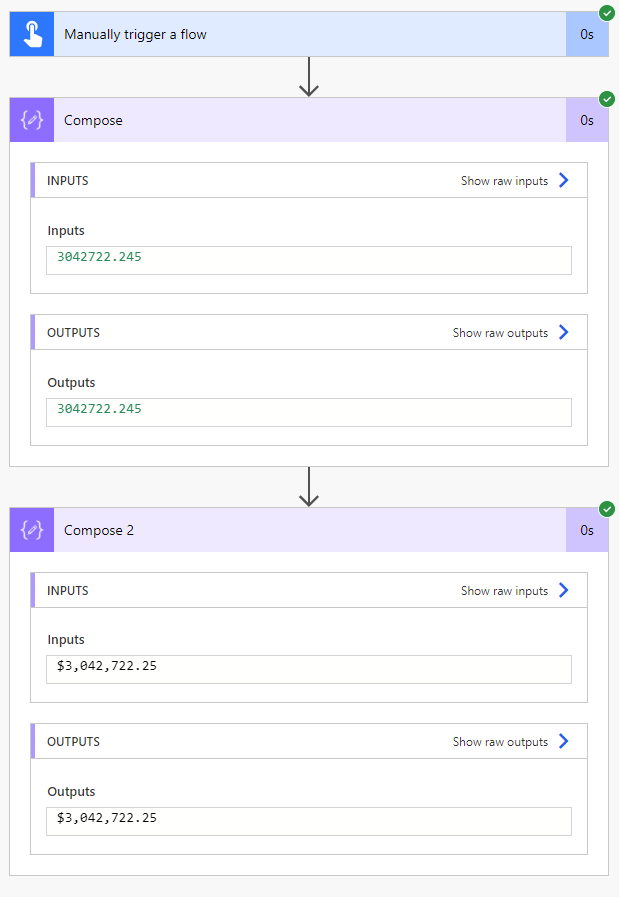 Manually trigger a flow 0s
Compose 0s
INPUTS Show raw inputs
Inputs
3042722.245
OUTPUTS Show raw outputs
Outputs
3042722.245
Compose 2 0s
INPUTS Show raw inputs
Inputs
$3,042,722.25
OUTPUTS Show raw outputs
Outputs
$3,042,722.25